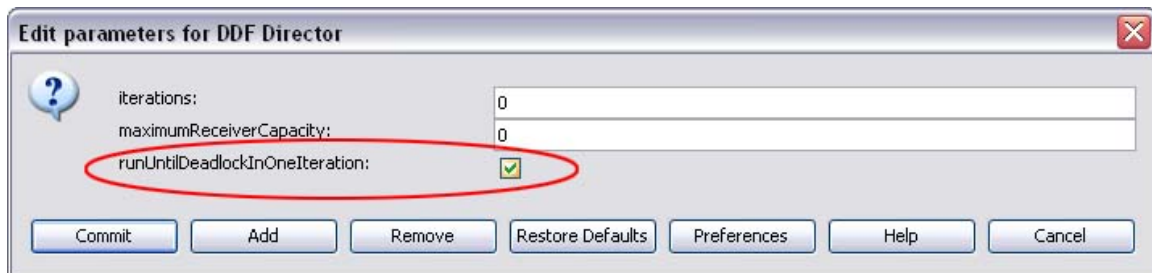 Edit parameters for DDF Director
?
iterations: 0
maximumReceiverCapacity: 0
runUntilDeadlockInOneIteration:
Commit Add Remove Restore Defaults Preferences Help Cancel